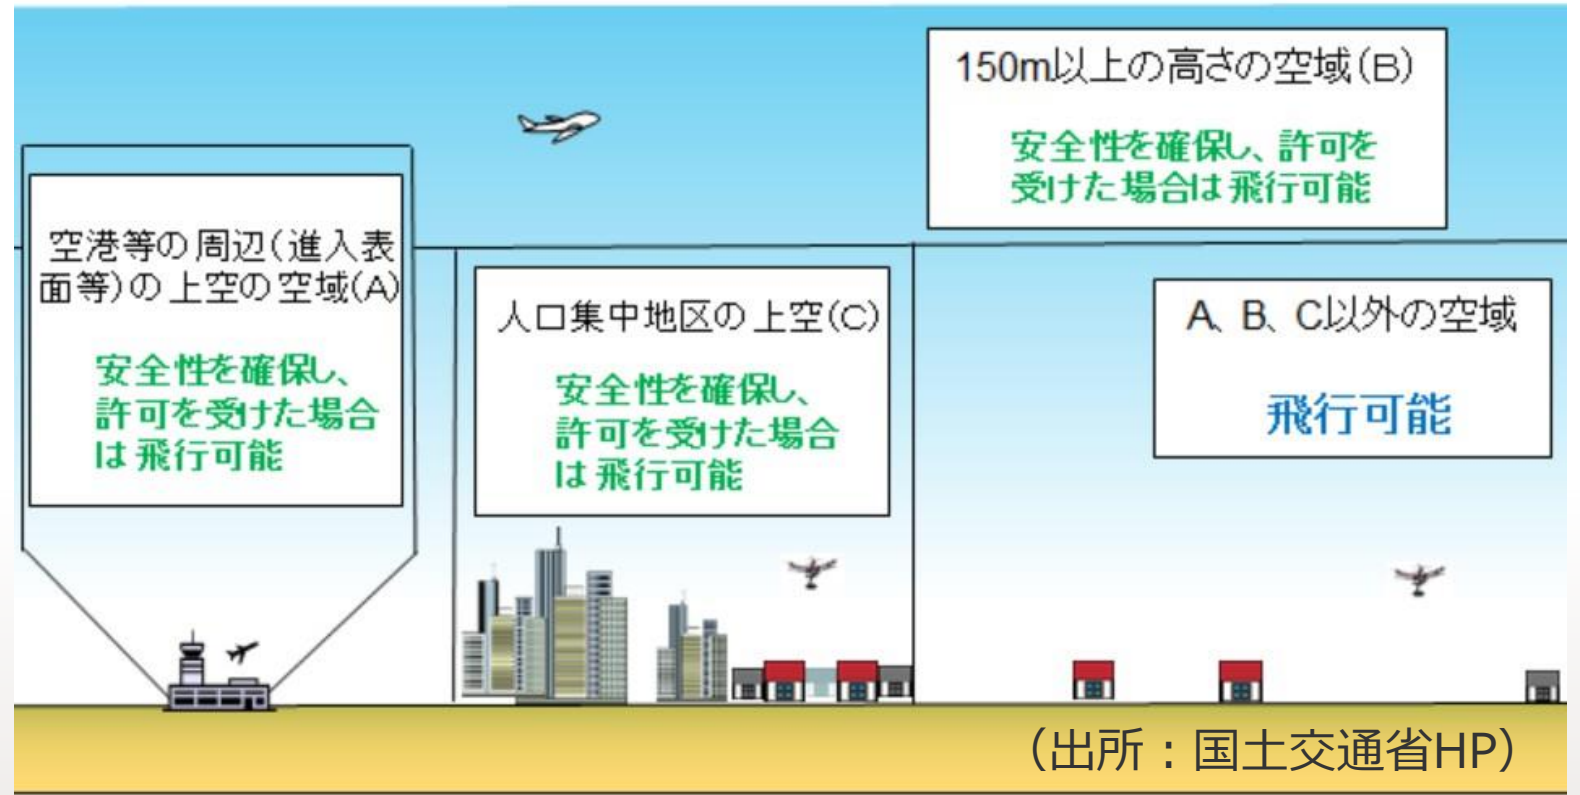 150m以上の高さの空域(B)
安全性を確保し、許可を
受けた場合は飛行可能
空港等の周辺(進入表
面等)の上空の空域(A)
安全性を確保し、
許可を受けた場合
は飛行可能
人口集中地区の上空(C)
安全性を確保し、
許可を受けた場合
は飛行可能
A、B、C以外の空域
飛行可能
（出所：国土交通省HP）